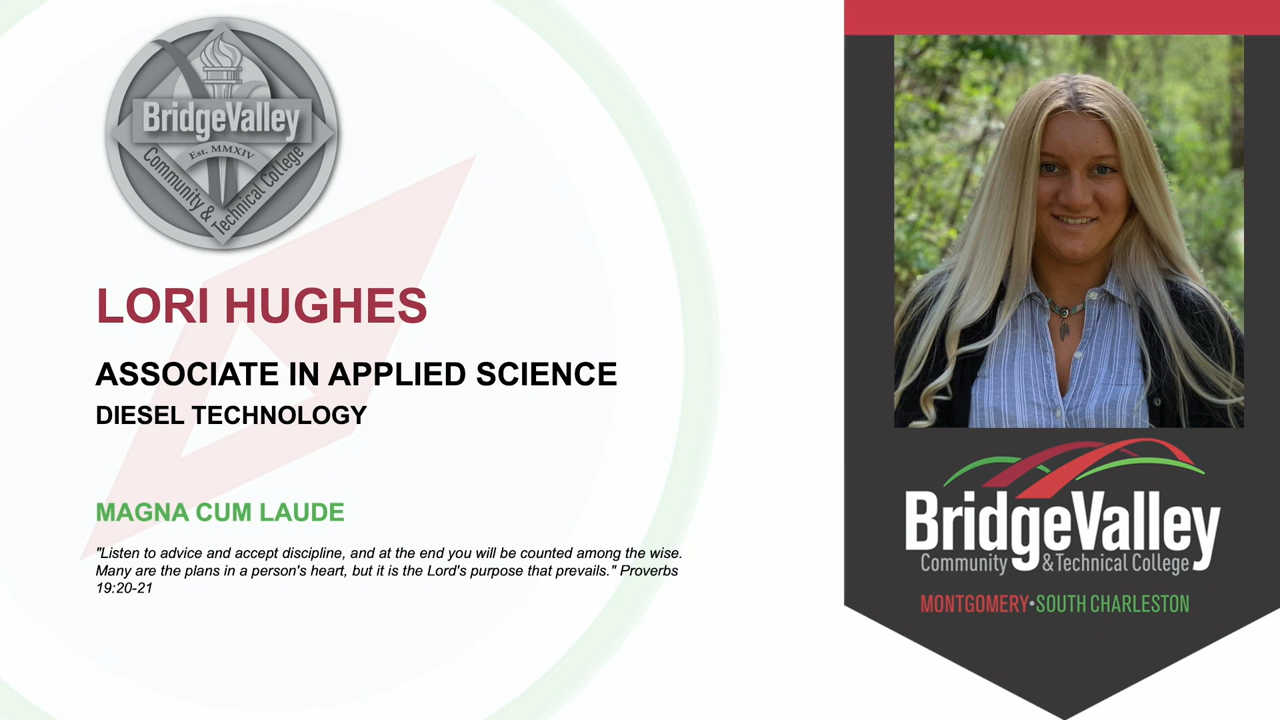 BridgeValley
Est. MMXIV
Community &
Technical College
LORI HUGHES
ASSOCIATE IN APPLIED SCIENCE
DIESEL TECHNOLOGY
MAGNA CUM LAUDE
"Listen to advice and accept discipline, and at the end you will be counted among the wise.
Many are the plans in a person's heart, but it is the Lord's purpose that prevails." Proverbs
19:20-21
BridgeValley
Community & Technical College
MONTGOMERY•SOUTH CHARLESTON